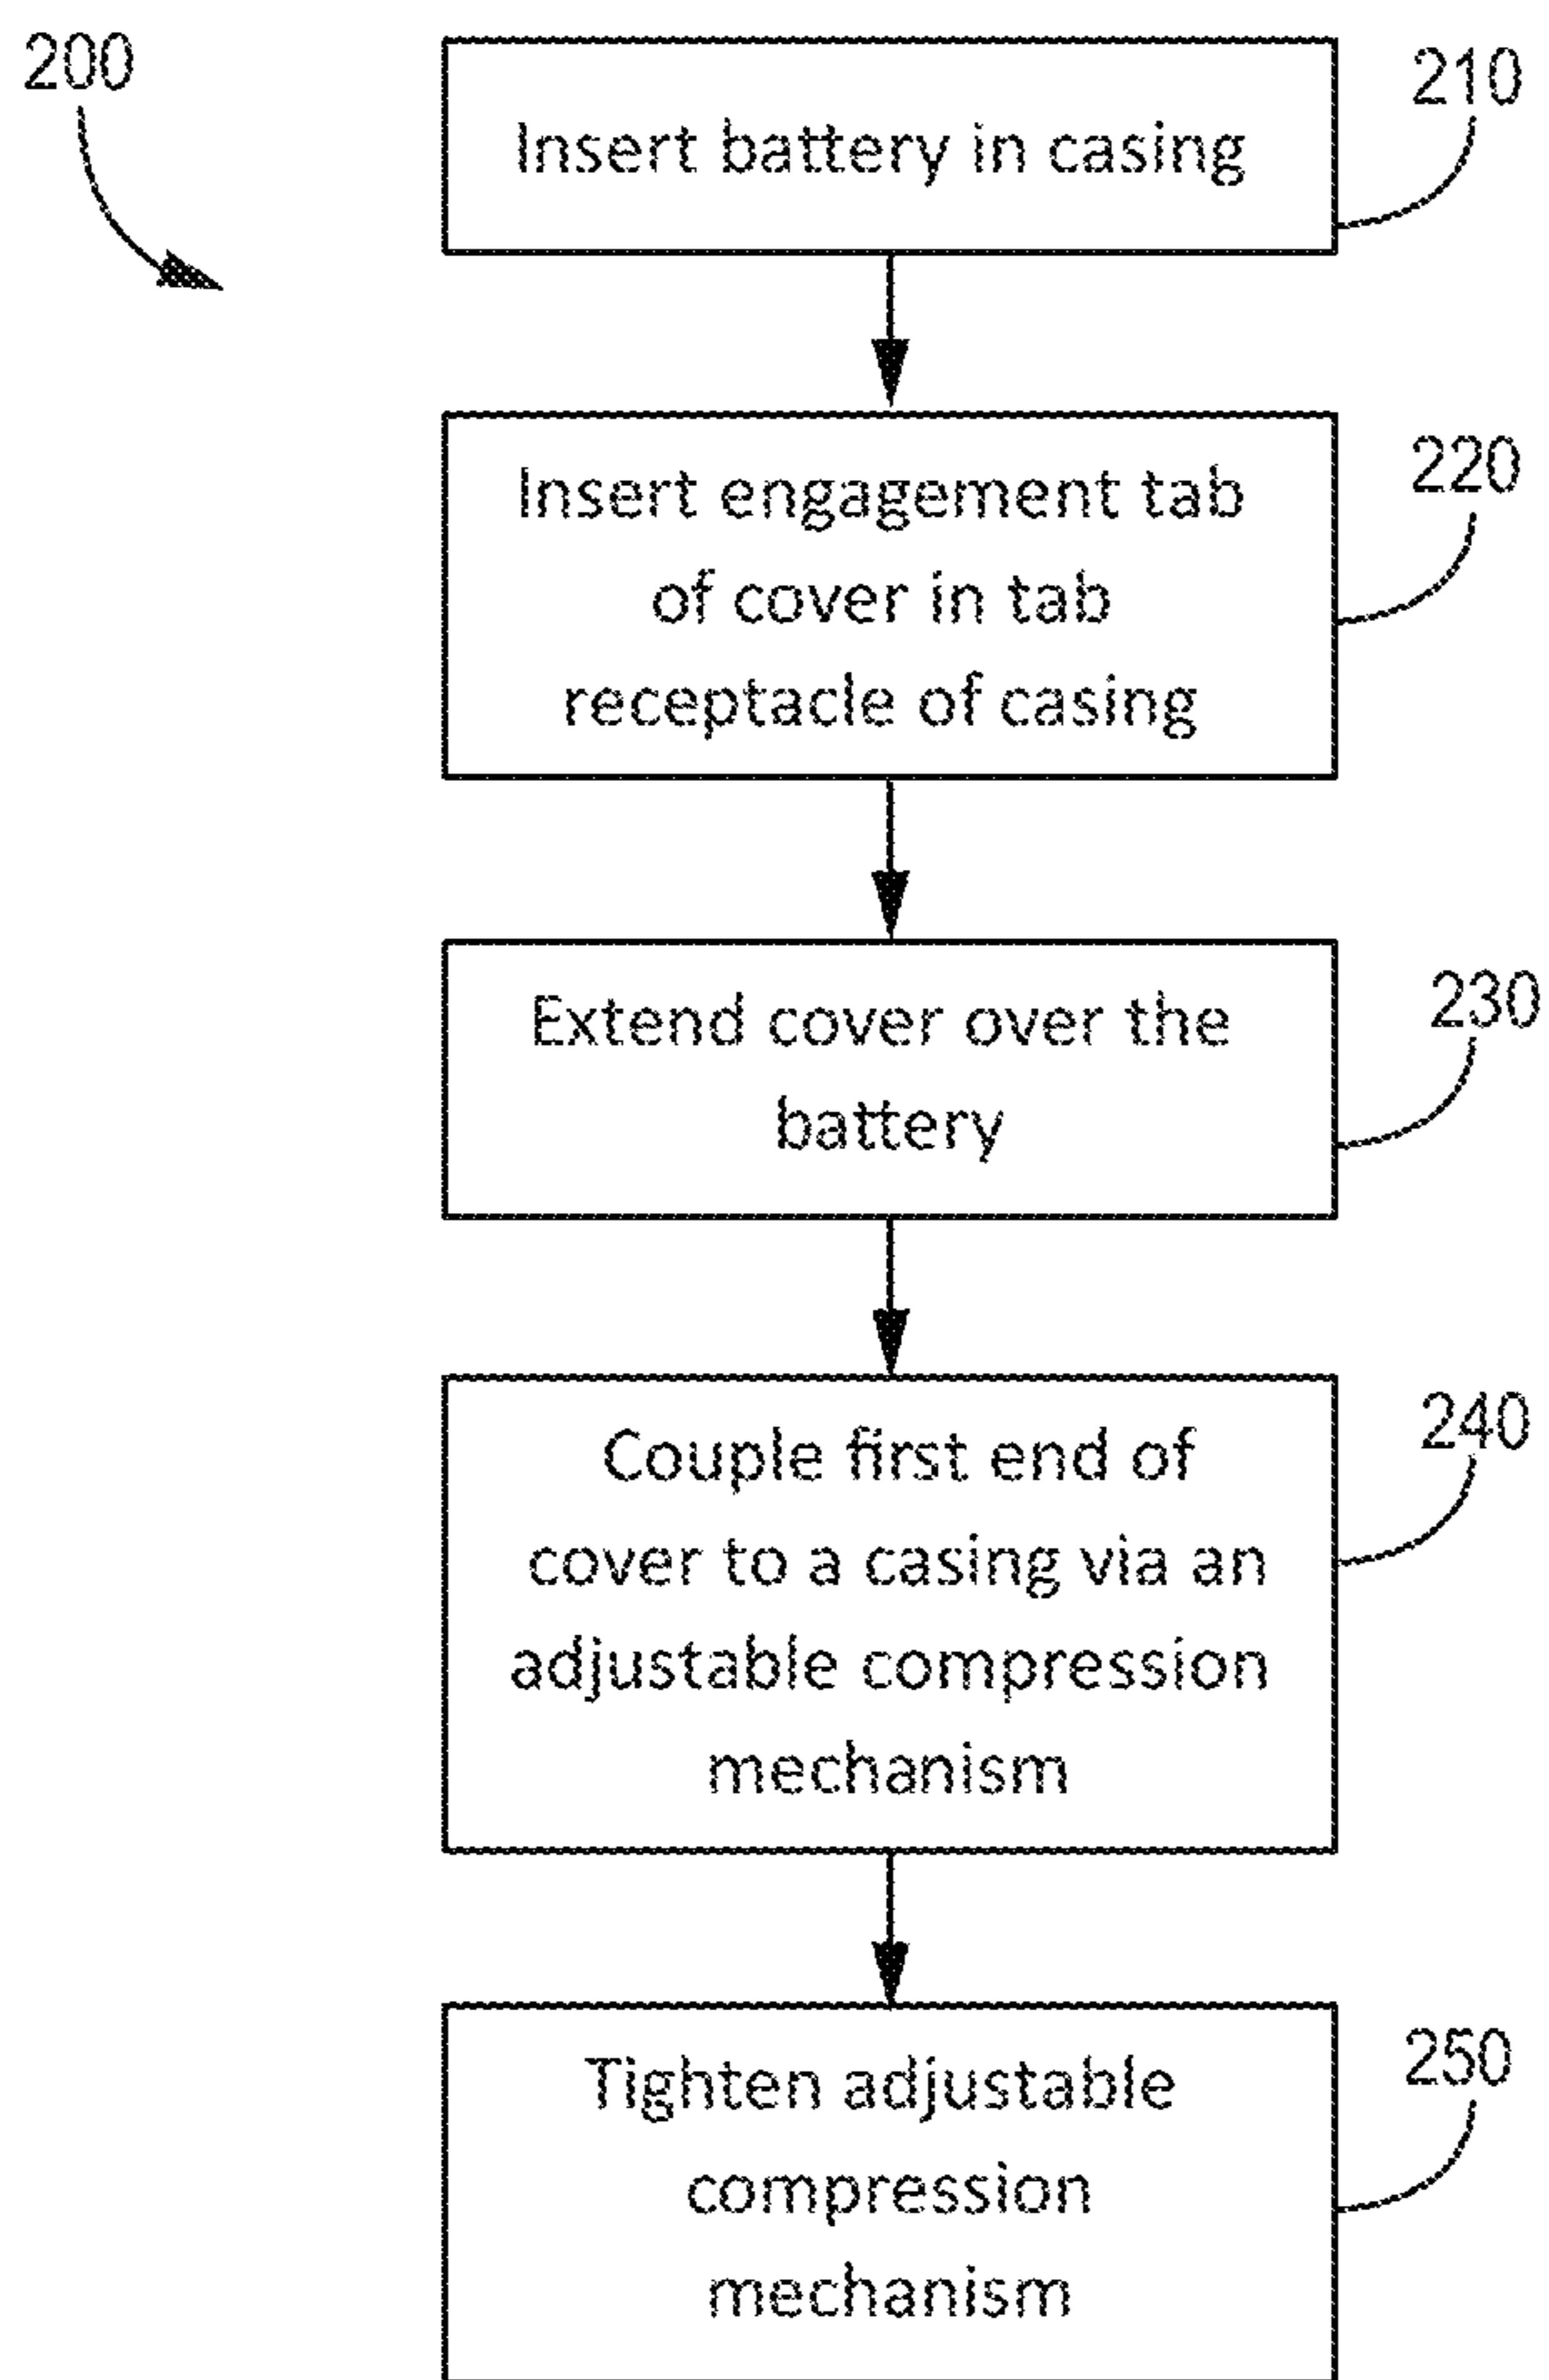 200
210
Insert battery in casing
220
Insert engagement tab
of cover in tab
receptacle of casing
230
Extend cover over the
battery
240
Couple first end of
cover to a casing via an
adjustable compression
mechanism
250
Tighten adjustable
compression
mechanism